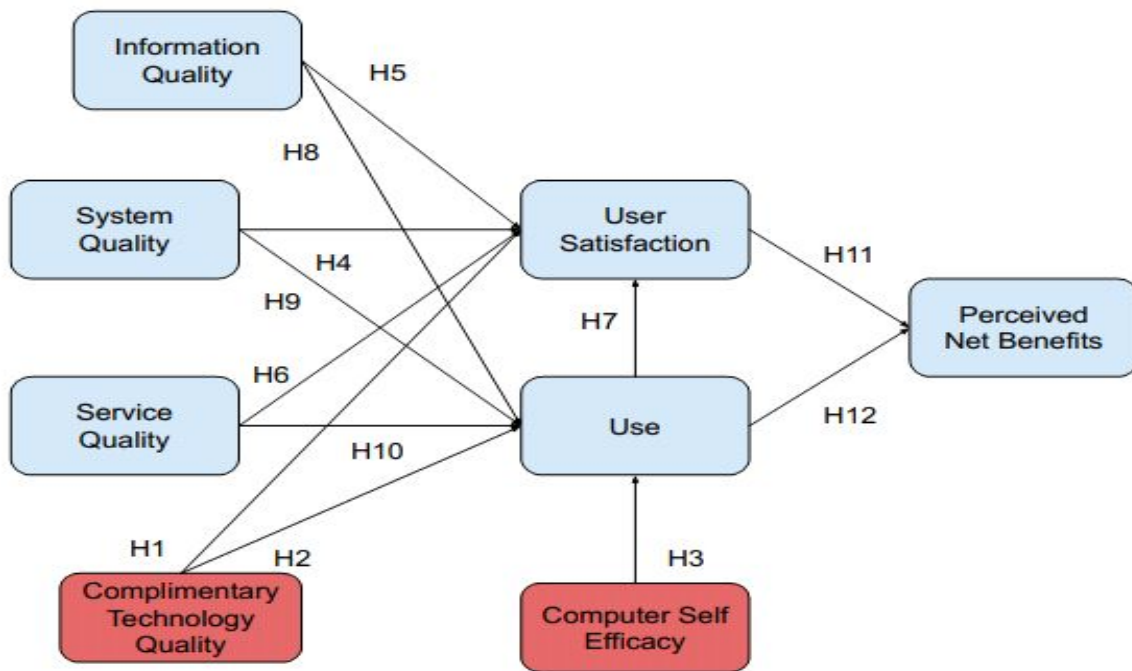 Information
Quality
H5
H8
System
Quality
User
Satisfaction
H4
H11
H9
H7
Perceived
Net Benefits
H6
Service
Quality
Use
H12
H10
H1
H2
H3
Complimentary
Technology
Quality
Computer Self
Efficacy